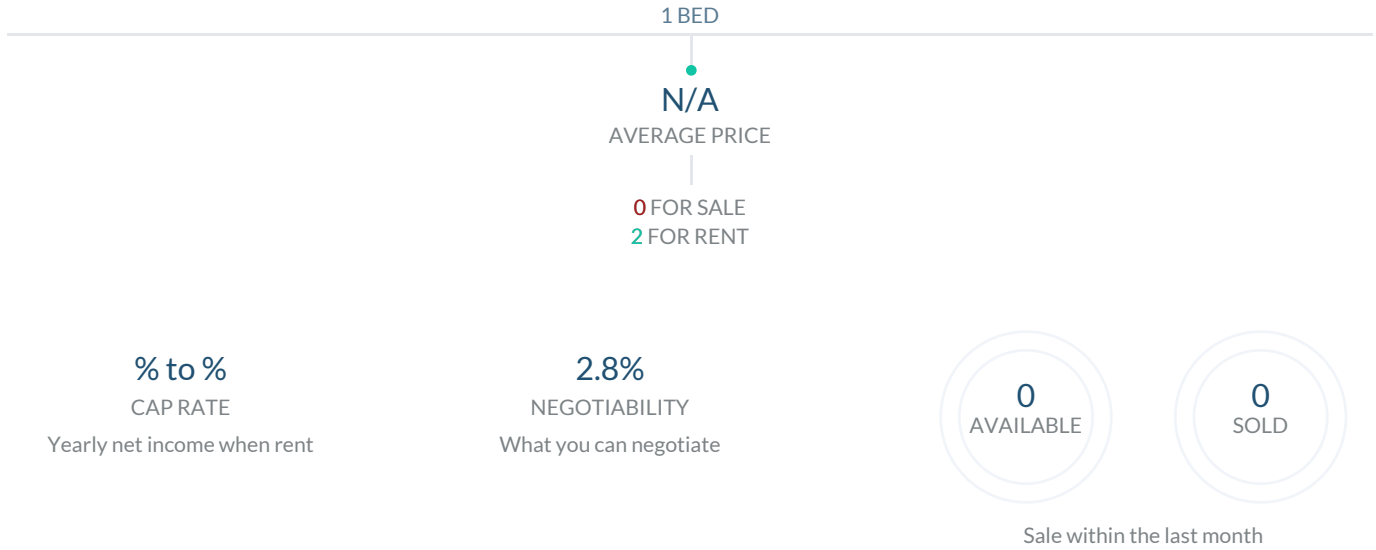 1 BED
N/A
AVERAGE PRICE
0 FOR SALE
2 FOR RENT
% to %
CAP RATE
Yearly net income when rent
2.8%
NEGOTIABILITY
What you can negotiate
0
AVAILABLE
0
SOLD
Sale within the last month